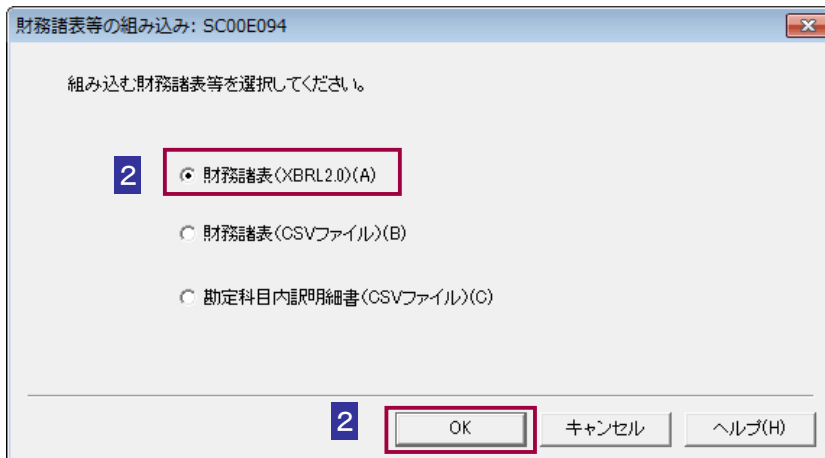 財務諸表等の組み込み: SC00E094
組み込む財務諸表等を選択してください。
2
財務諸表(XBRL2.0)(A)
財務諸表(CSVファイル)(B)
勘定科目内訳明細書(CSVファイル)(C)
2
OK
キャンセル
ヘルプ(H)